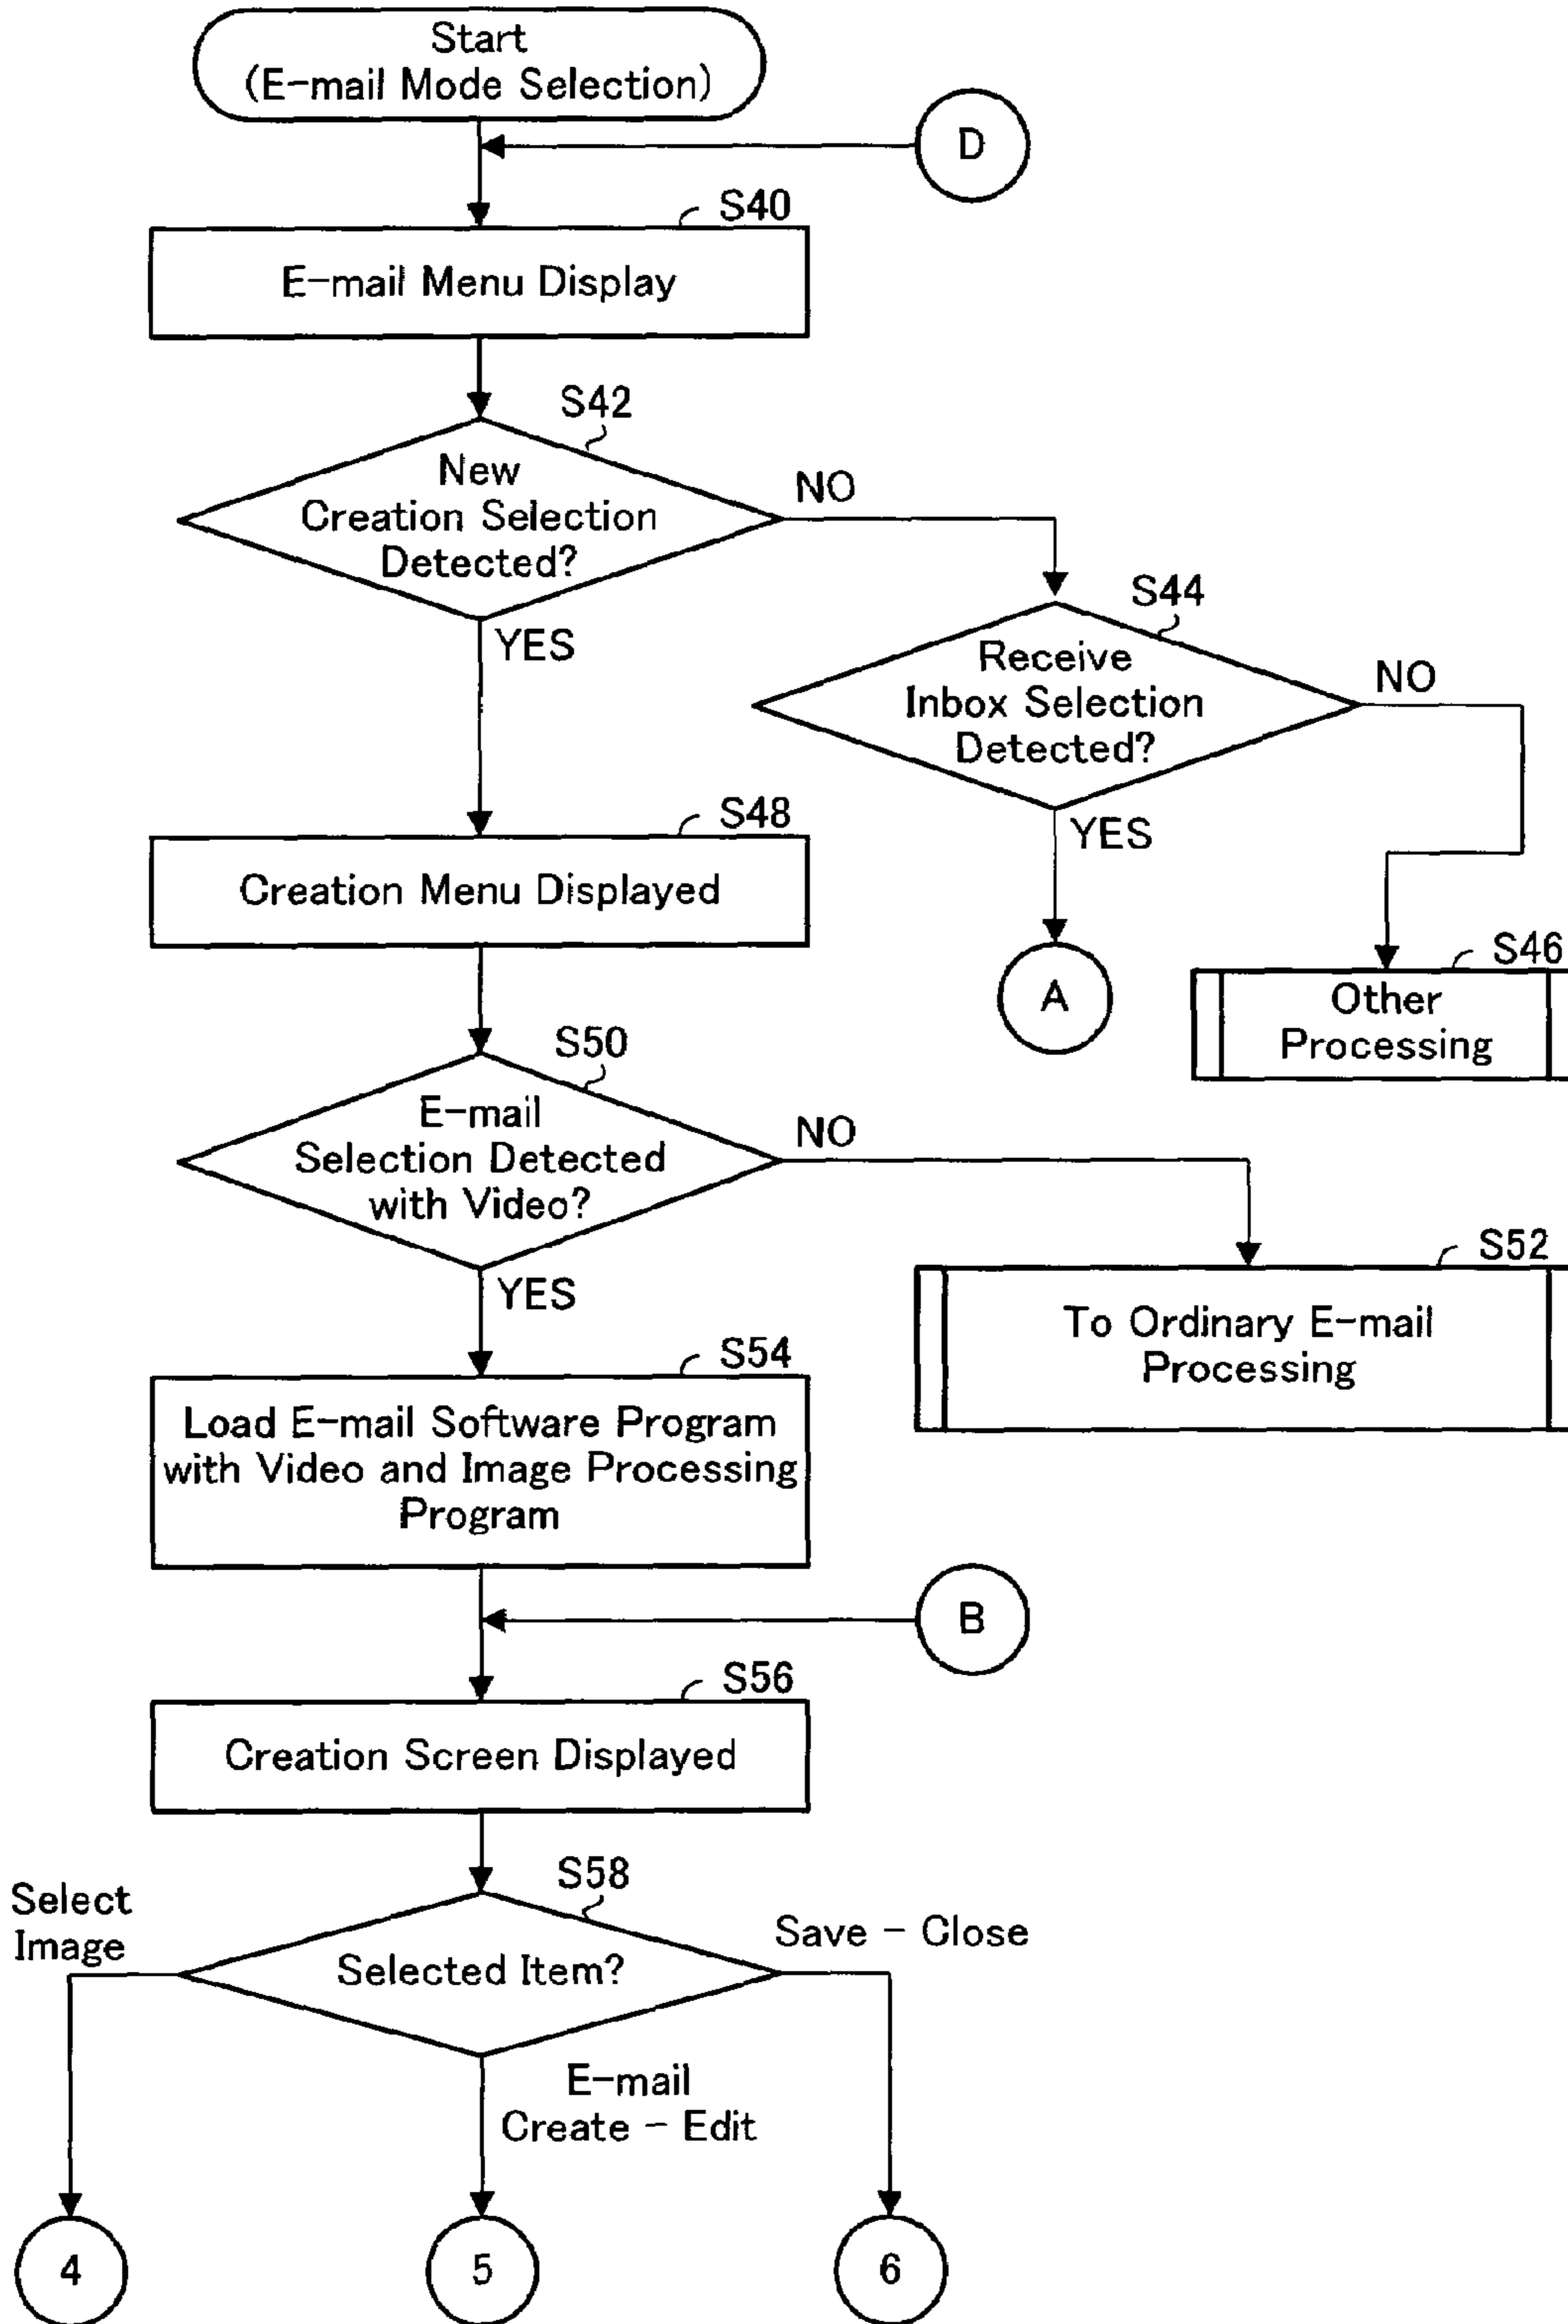 Start
(E-mail Mode Selection)
D
S40
E-mail Menu Display
S42
New
Creation Selection
Detected?
NO
YES
S44
Receive
Inbox Selection
Detected?
NO
YES
S48
Creation Menu Displayed
A
S46
Other
Processing
S50
E-mail
Selection Detected
with Video?
NO
YES
S52
To Ordinary E-mail
Processing
S54
Load E-mail Software Program
with Video and Image Processing
Program
B
S56
Creation Screen Displayed
S58
Selected Item?
Select
Image
Save - Close
E-mail
Create - Edit
4
5
6